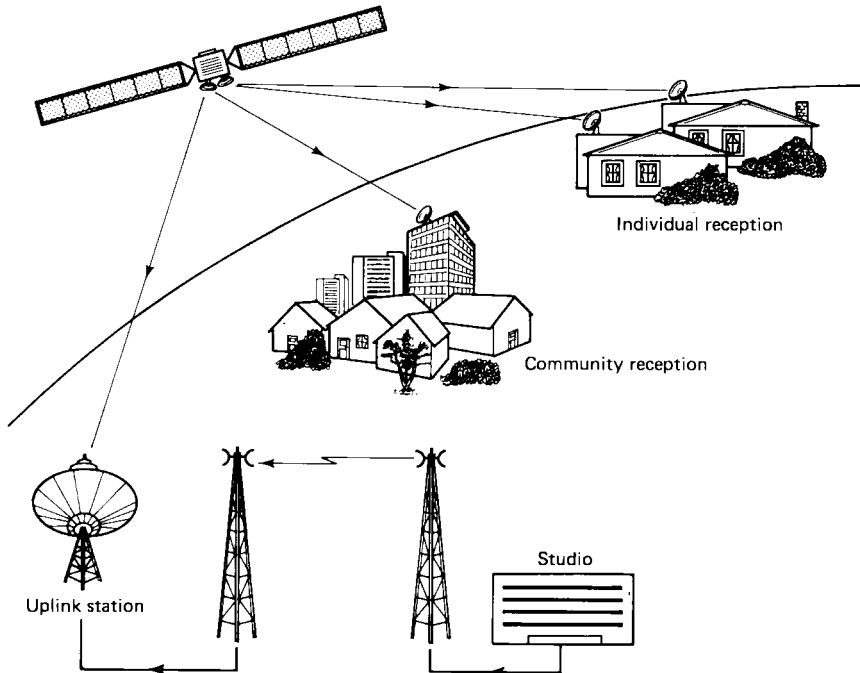 Individual reception
Community reception
Studio
Uplink station